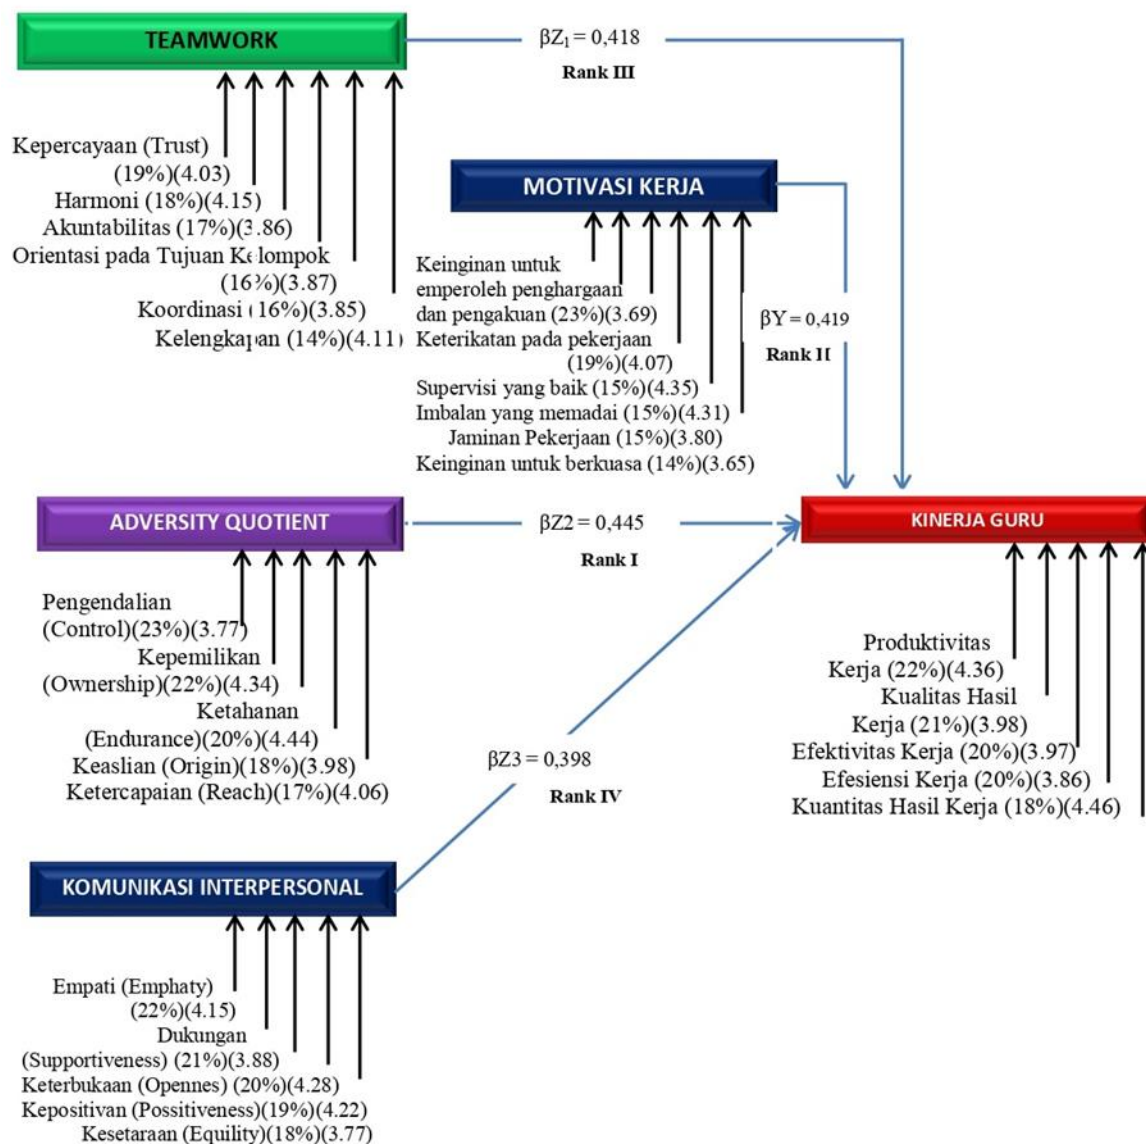 TEAMWORK
βZ₁ = 0,418
Rank III
Kepercayaan (Trust)
(19%)(4.03)
Harmoni (18%)(4.15)
Akuntabilitas (17%)(3.86)
Orientasi pada Tujuan Kelompok
(16%)(3.87)
Koordinasi (16%)(3.85)
Kelengkapan (14%)(4.11)
MOTIVASI KERJA
Keinginan untuk
emperoleh penghargaan
dan pengakuan (23%)(3.69)
Keterikatan pada pekerjaan
(19%)(4.07)
Supervisi yang baik (15%)(4.35)
Imbalan yang memadai (15%)(4.31)
Jaminan Pekerjaan (15%)(3.80)
Keinginan untuk berkuasa (14%)(3.65)
βY = 0,419
Rank II
ADVERSITY QUOTIENT
βZ2 = 0,445
Rank I
Pengendalian
(Control)(23%)(3.77)
Kepemilikan
(Ownership)(22%)(4.34)
Ketahanan
(Endurance)(20%)(4.44)
Keaslian (Origin)(18%)(3.98)
Ketercapaian (Reach)(17%)(4.06)
KINERJA GURU
Produktivitas
Kerja (22%)(4.36)
Kualitas Hasil
Kerja (21%)(3.98)
Efektivitas Kerja (20%)(3.97)
Efesiensi Kerja (20%)(3.86)
Kuantitas Hasil Kerja (18%)(4.46)
βZ3 = 0,398
Rank IV
KOMUNIKASI INTERPERSONAL
Empati (Emphaty)
(22%)(4.15)
Dukungan
(Supportiveness) (21%)(3.88)
Keterbukaan (Opennes) (20%)(4.28)
Kepositivan (Possitiveness)(19%)(4.22)
Kesetaraan (Equility)(18%)(3.77)